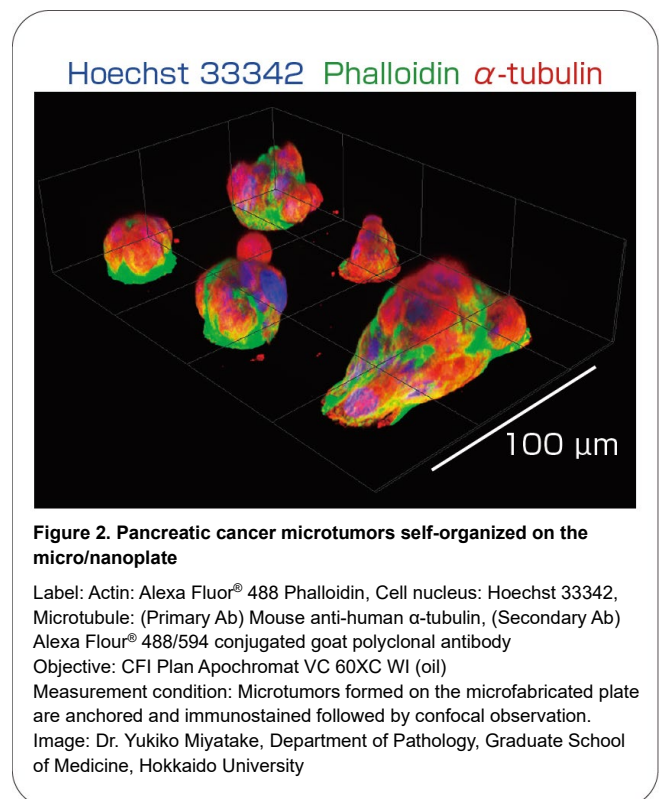 Hoechst 33342 Phalloidin α-tubulin
100 µm
Figure 2. Pancreatic cancer microtumors self-organized on the
micro/nanoplate
Label: Actin: Alexa Fluor® 488 Phalloidin, Cell nucleus: Hoechst 33342,
Microtubule: (Primary Ab) Mouse anti-human α-tubulin, (Secondary Ab)
Alexa Flour® 488/594 conjugated goat polyclonal antibody
Objective: CFI Plan Apochromat VC 60XC WI (oil)
Measurement condition: Microtumors formed on the microfabricated plate
are anchored and immunostained followed by confocal observation.
Image: Dr. Yukiko Miyatake, Department of Pathology, Graduate School
of Medicine, Hokkaido University